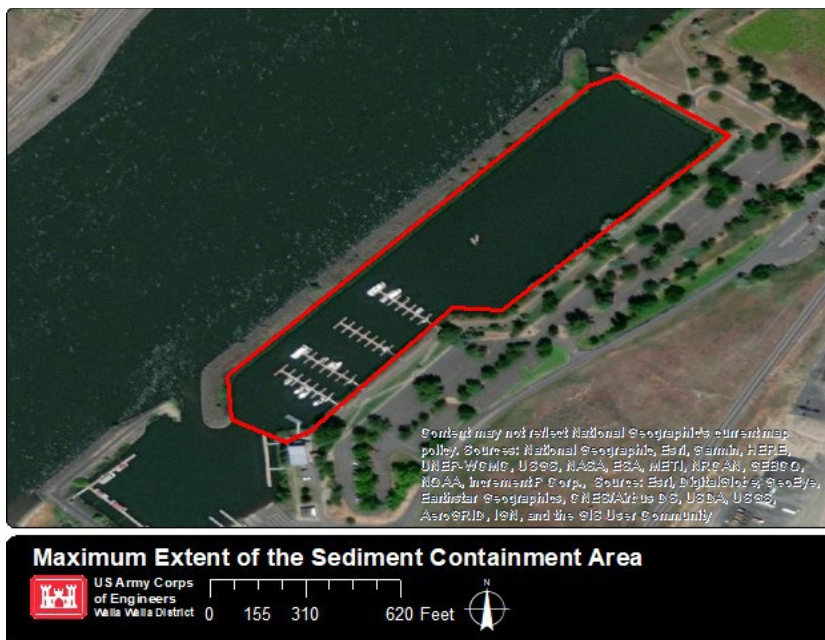 Content may not reflect National Geographic's current map
policy. Sources: National Geographic, Esri, Garmin, HERE,
UNEP-WCMC, USGS, NASA, ESA, METI, NRCAN, GEBCO,
NOAA, increment P Corp., Source: Esri, DigitalGlobe, GeoEye,
Earthstar Geographics, CNES/Airbus DS, USDA, USGS,
AeroGRID, IGN, and the GIS User Community
Maximum Extent of the Sediment Containment Area
US Army Corps
of Engineers
Walla Walla District
0 155 310 620 Feet
N